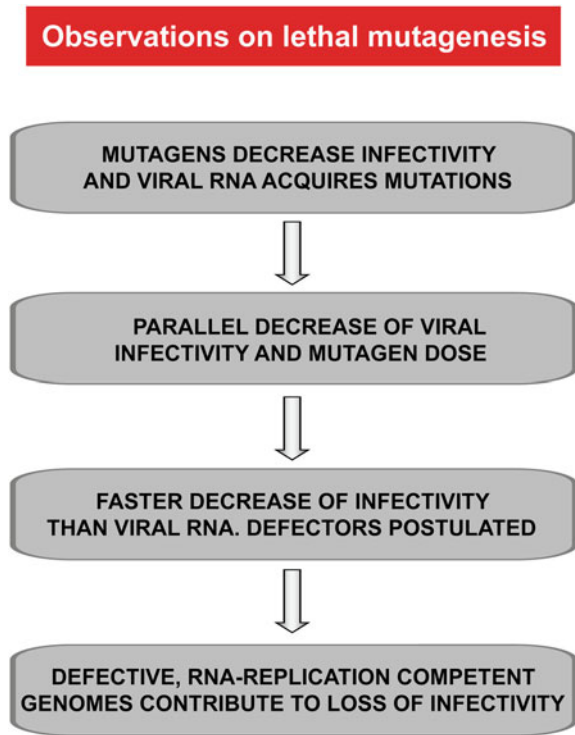 Observations on lethal mutagenesis
MUTAGENS DECREASE INFECTIVITY
AND VIRAL RNA ACQUIRES MUTATIONS
PARALLEL DECREASE OF VIRAL
INFECTIVITY AND MUTAGEN DOSE
FASTER DECREASE OF INFECTIVITY
THAN VIRAL RNA. DEFECTORS POSTULATED
DEFECTIVE, RNA-REPLICATION COMPETENT
GENOMES CONTRIBUTE TO LOSS OF INFECTIVITY